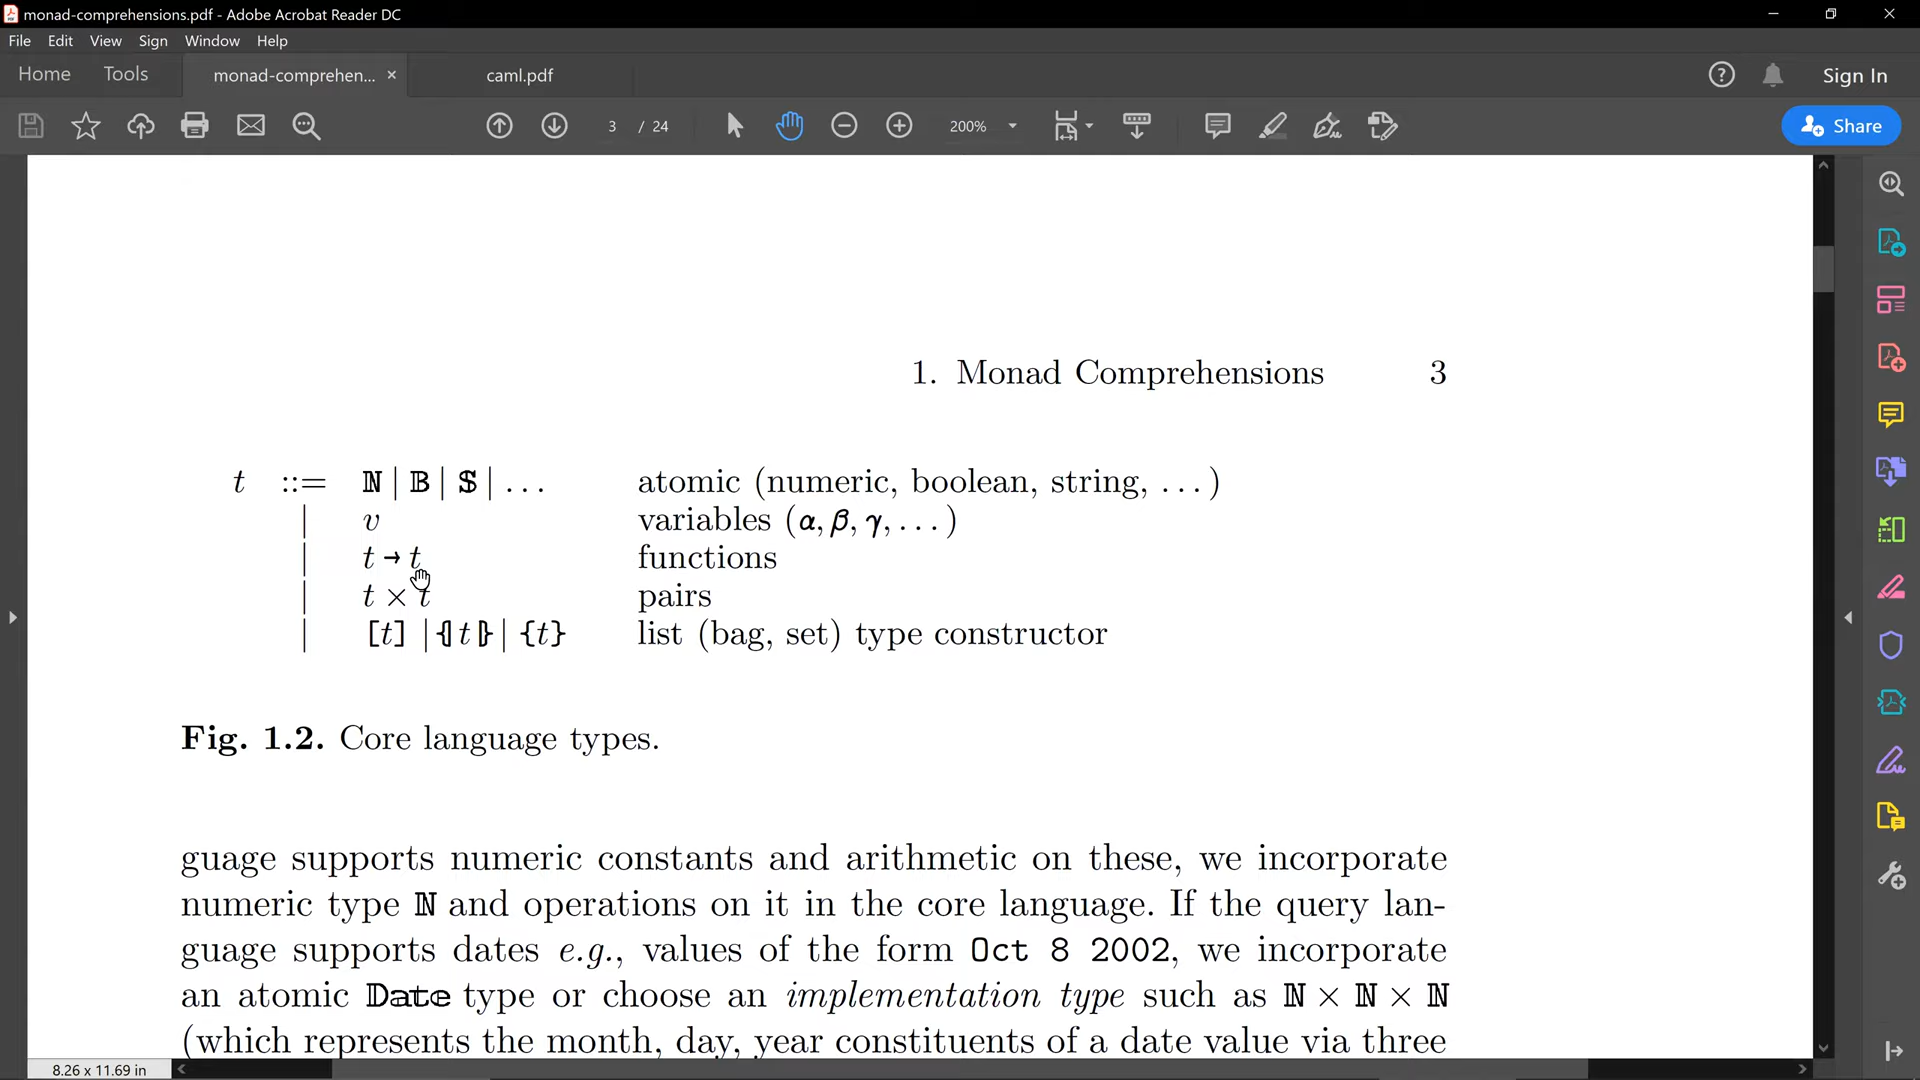 monad-comprehensions.pdf - Adobe Acrobat Reader DC
File Edit View Sign Window Help
Home Tools monad-comprehen... × caml.pdf Sign In
3 / 24 200% Share
1. Monad Comprehensions 3
t ::= ℕ | 𝔹 | 𝕊 | ... atomic (numeric, boolean, string, ...)
| v variables (α, β, γ, ...)
| t → t functions
| t × t pairs
| [t] | {|t|} | {t} list (bag, set) type constructor
Fig. 1.2. Core language types.
guage supports numeric constants and arithmetic on these, we incorporate
numeric type ℕ and operations on it in the core language. If the query lan-
guage supports dates e.g., values of the form Oct 8 2002, we incorporate
an atomic Date type or choose an implementation type such as ℕ × ℕ × ℕ
(which represents the month, day, year constituents of a date value via three
8.26 x 11.69 in